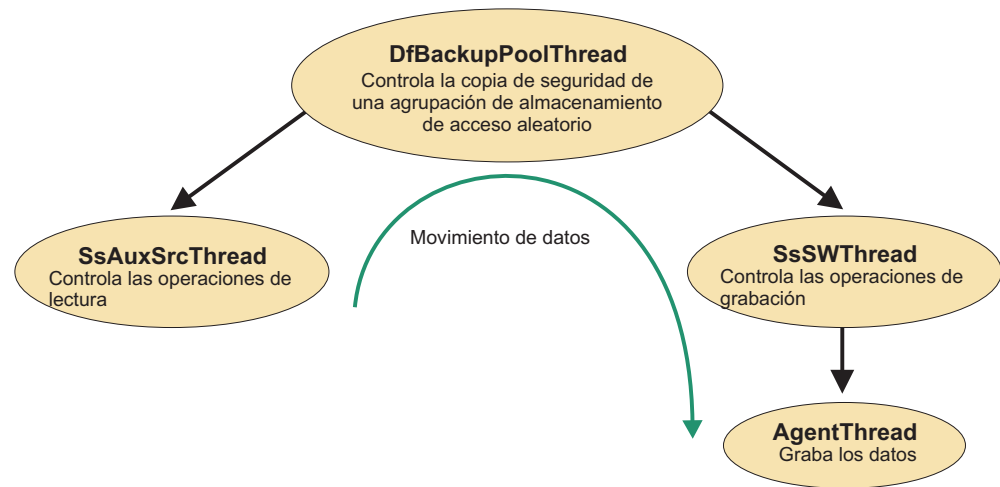 DfBackupPoolThread
Controla la copia de seguridad de
una agrupación de almacenamiento
de acceso aleatorio
Movimiento de datos
SsAuxSrcThread
Controla las operaciones de
lectura
SsSWThread
Controla las operaciones de
grabación
AgentThread
Graba los datos